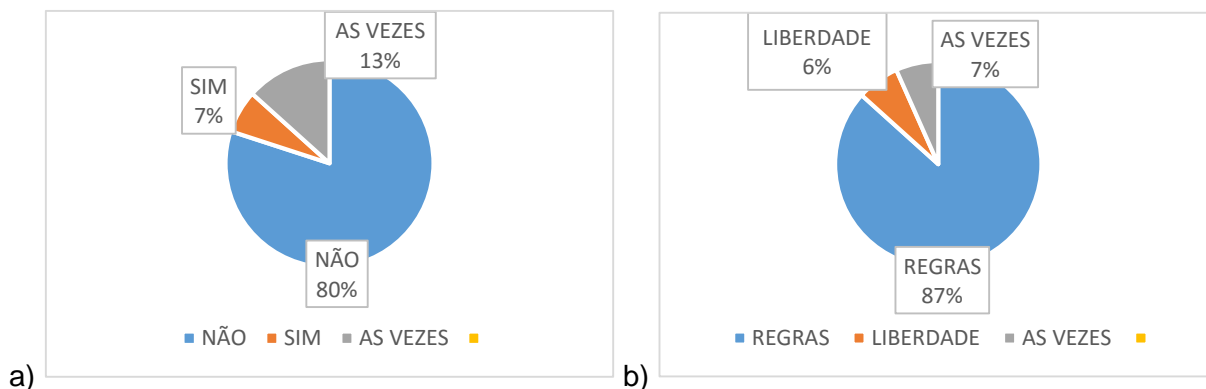 AS VEZES
13%
SIM
7%
NÃO
80%
NÃO SIM AS VEZES
a)
LIBERDADE
6%
AS VEZES
7%
REGRAS
87%
REGRAS LIBERDADE AS VEZES
b)